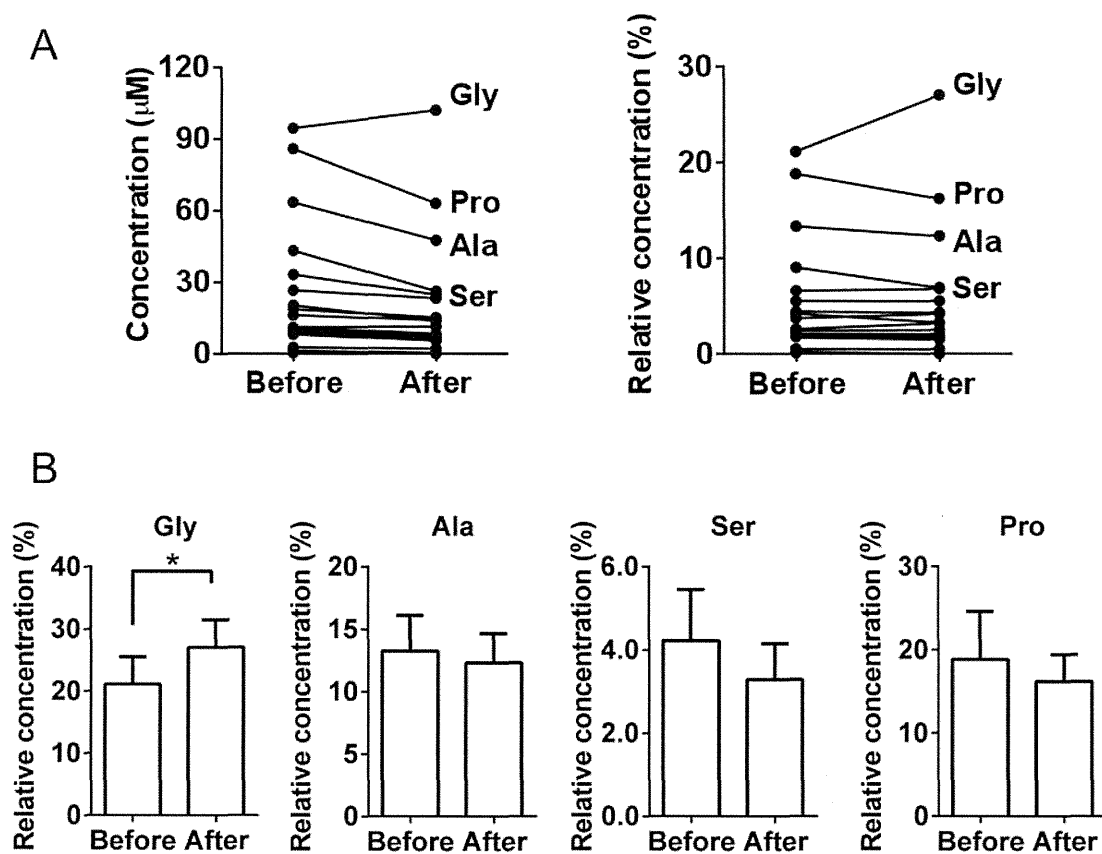 A
Concentration (μM)
120
90
60
30
0
Before After
Gly
Pro
Ala
Ser
Relative concentration (%)
30
20
10
0
Before After
Gly
Pro
Ala
Ser
B
Gly
Relative concentration (%)
40
30
20
10
0
*
Before After
Ala
Relative concentration (%)
20
15
10
5
0
Before After
Ser
Relative concentration (%)
6.0
4.0
2.0
0.0
Before After
Pro
Relative concentration (%)
30
20
10
0
Before After